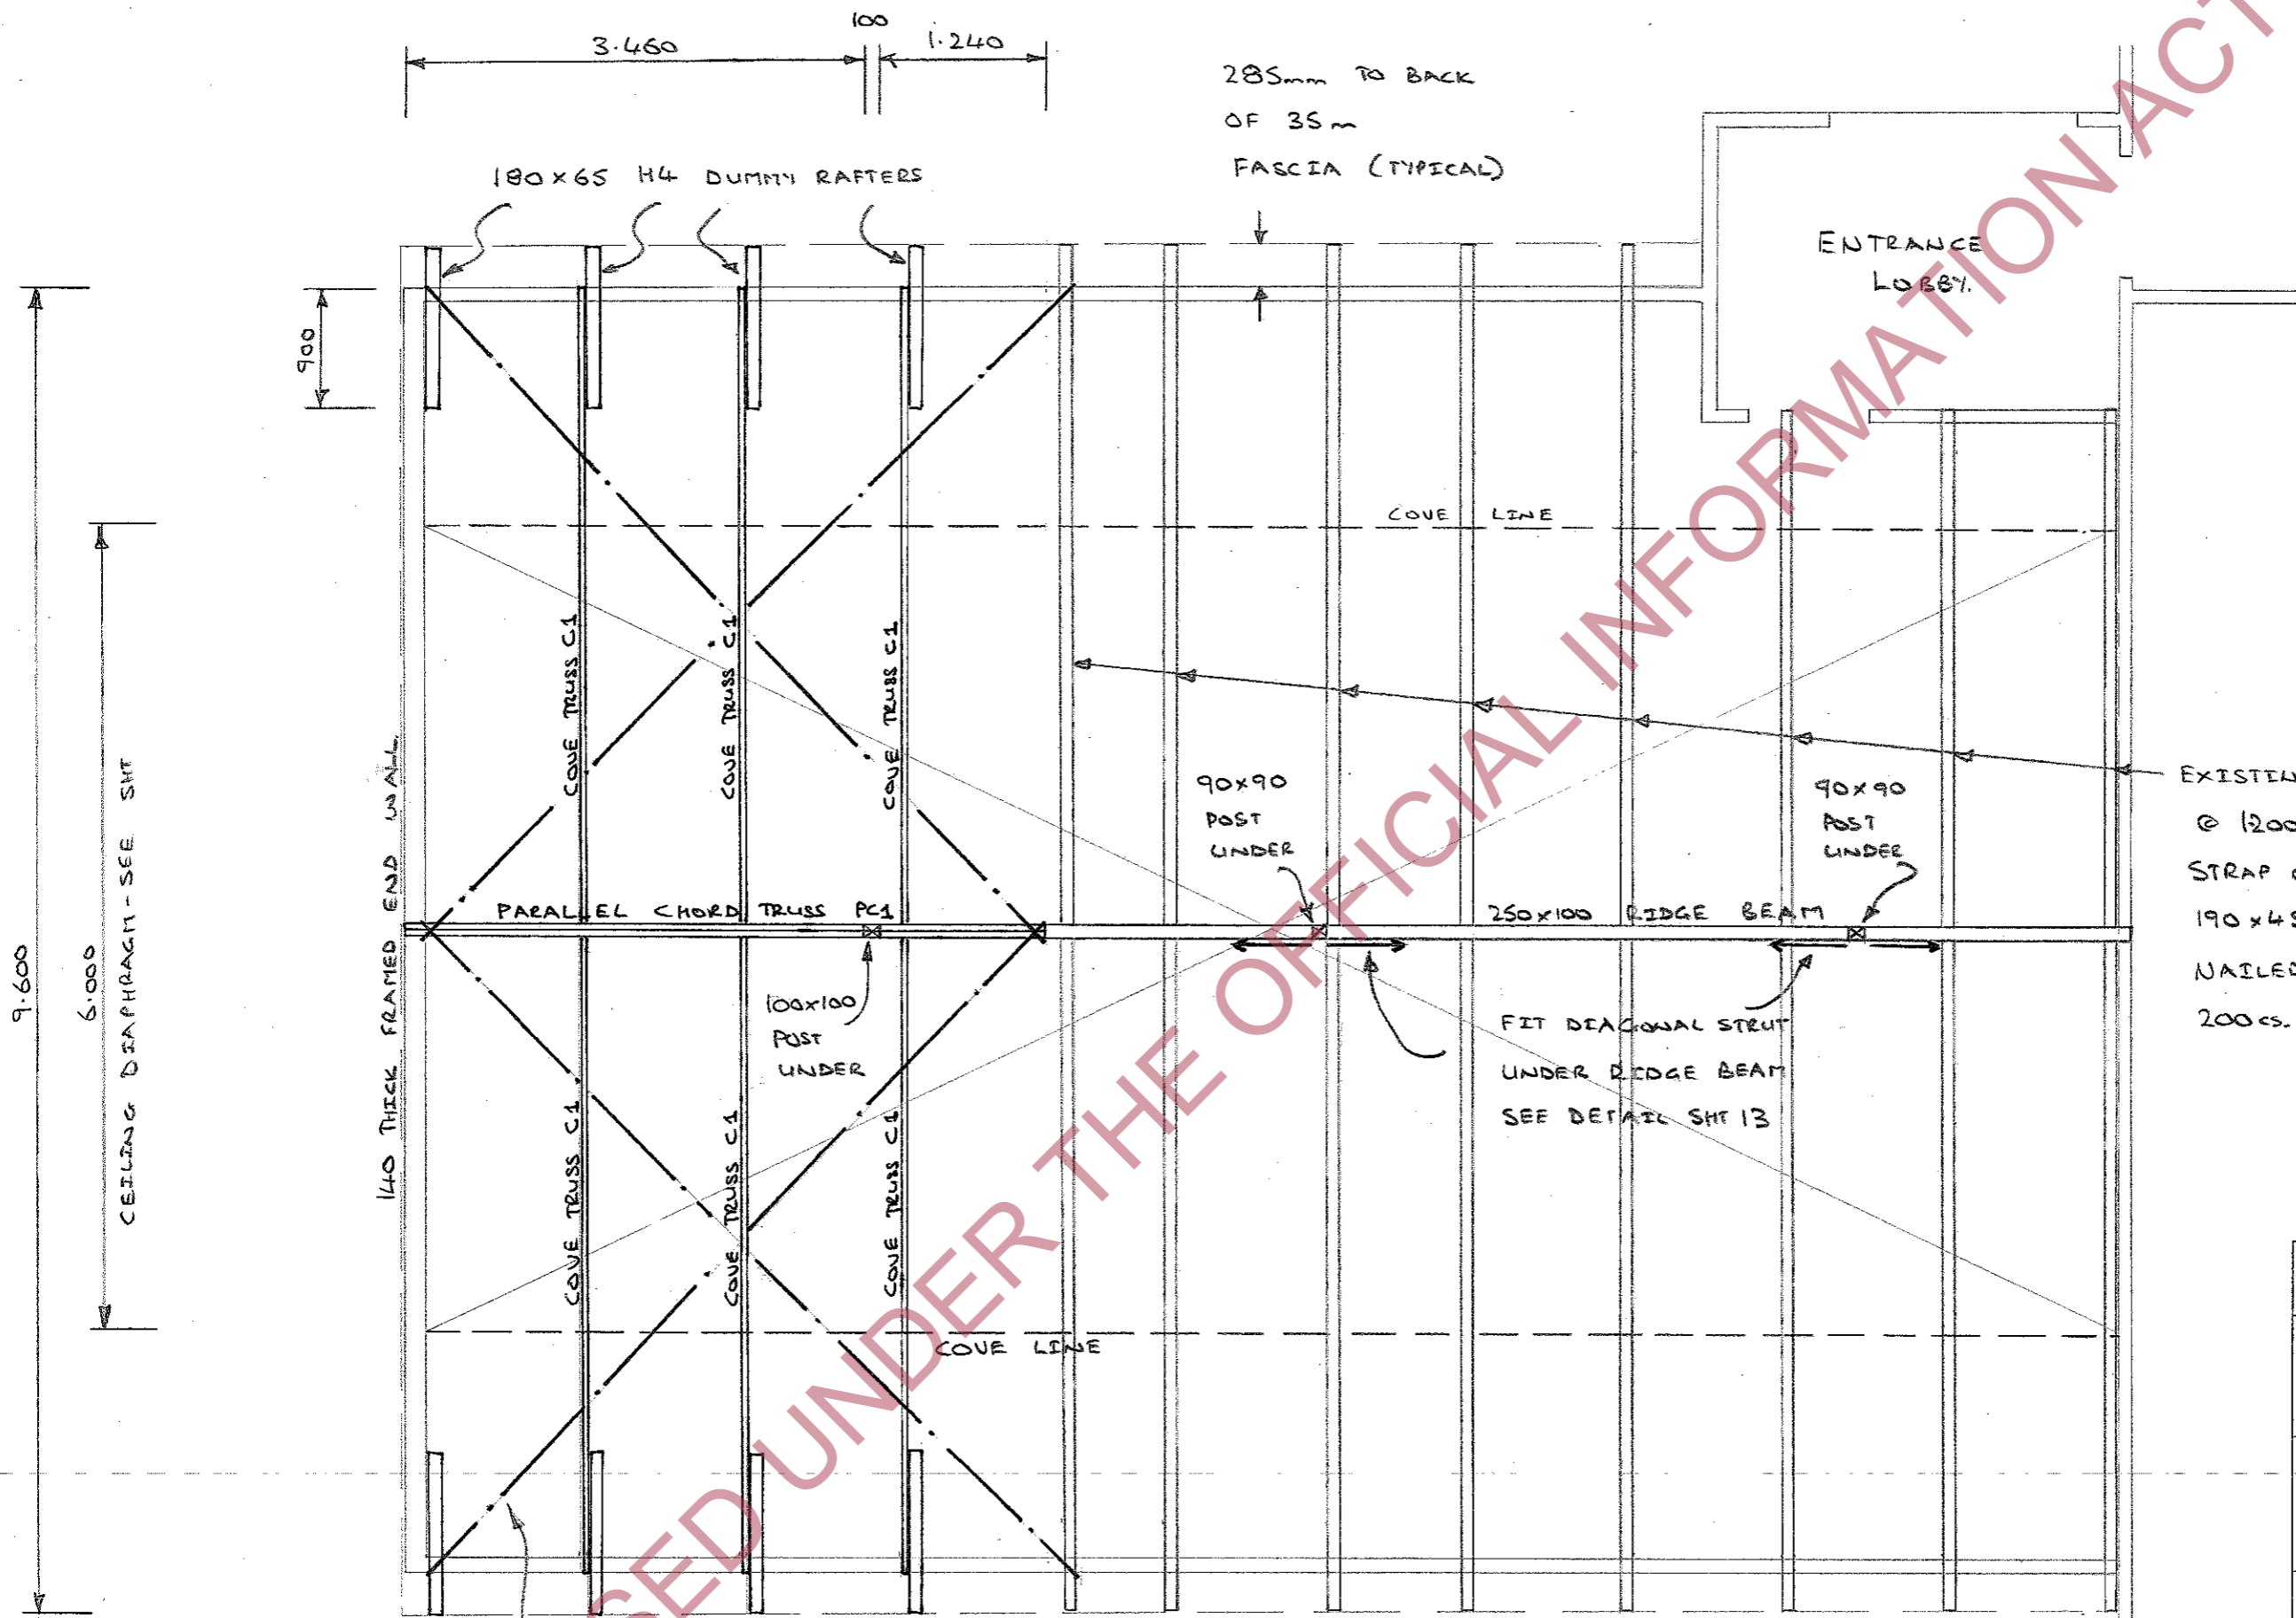 100
3.460
1.240
285mm TO BACK
OF 35m
FASCIA (TYPICAL)
180x65 H4 DUMMY RAFTERS
ENTRANCE
LOBBY.
900
COVE LINE
COVE TRUSS C1
COVE TRUSS C1
COVE TRUSS C1
9.600
6.000
CEILING DIAPHRAGM - SEE SHT
140 THICK FRAMED END WALL.
90x90
POST
UNDER
90x90
POST
UNDER
@ 1200
STRAP
190x45
200cs.
PARALLEL CHORD TRUSS PC1
250x100 RIDGE BEAM
100x100
POST
UNDER
FIT DIAGONAL STRUT
UNDER RIDGE BEAM
SEE DETAIL SHT 13
COVE TRUSS C1
COVE TRUSS C1
COVE TRUSS C1
COVE LINE
SED UNDER THE OFFICIAL INFORMATION ACT